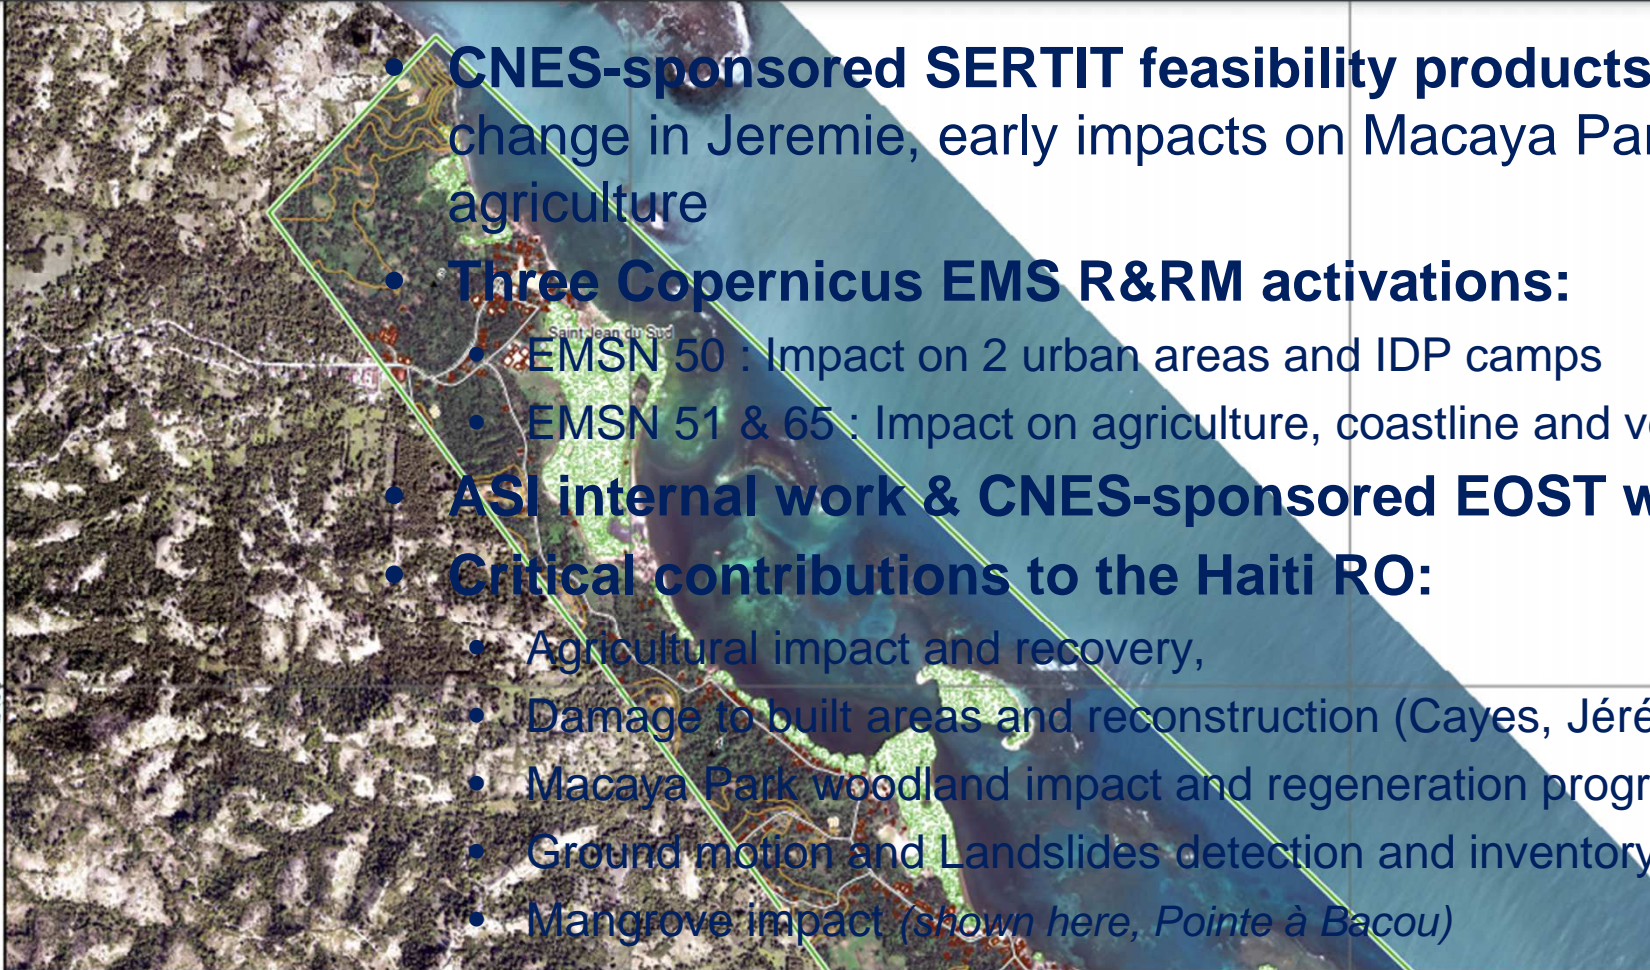 • CNES-sponsored SERTIT feasibility products
change in Jeremie, early impacts on Macaya
agriculture
• Three Copernicus EMS R&RM activations:
Saint Jean du Sud
• EMSN 50 : Impact on 2 urban areas and IDP camps
• EMSN 51 & 65 : Impact on agriculture, coastline and
• ASI internal work & CNES-sponsored EOST
• Critical contributions to the Haiti RO:
• Agricultural impact and recovery,
• Damage to built areas and reconstruction (Cayes,
• Macaya Park woodland impact and regeneration
• Ground motion and Landslides detection and inventory
• Mangrove impact (shown here, Pointe à Bacou)